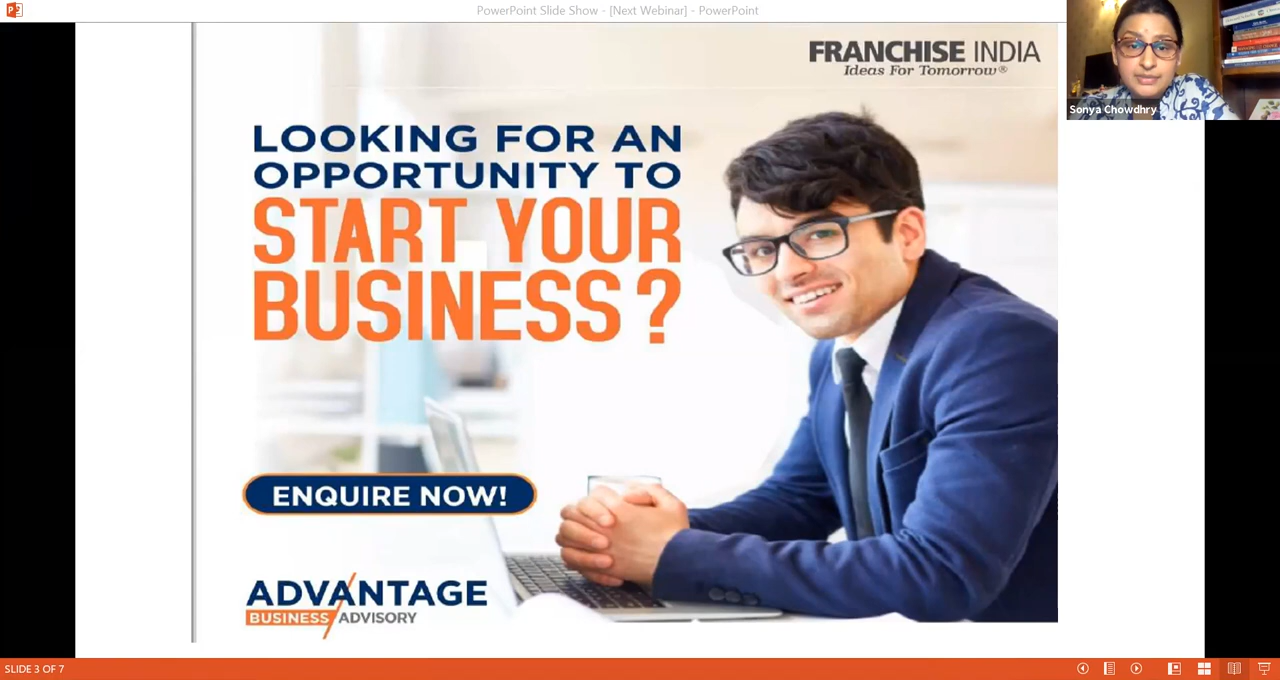 PowerPoint Slide Show - [Next Webinar] - PowerPoint
Sonya Chowdhry
FRANCHISE INDIA
Ideas For Tomorrow®
LOOKING FOR AN
OPPORTUNITY TO
START YOUR
BUSINESS?
ENQUIRE NOW!
ADVANTAGE
BUSINESS ADVISORY
SLIDE 3 OF 7